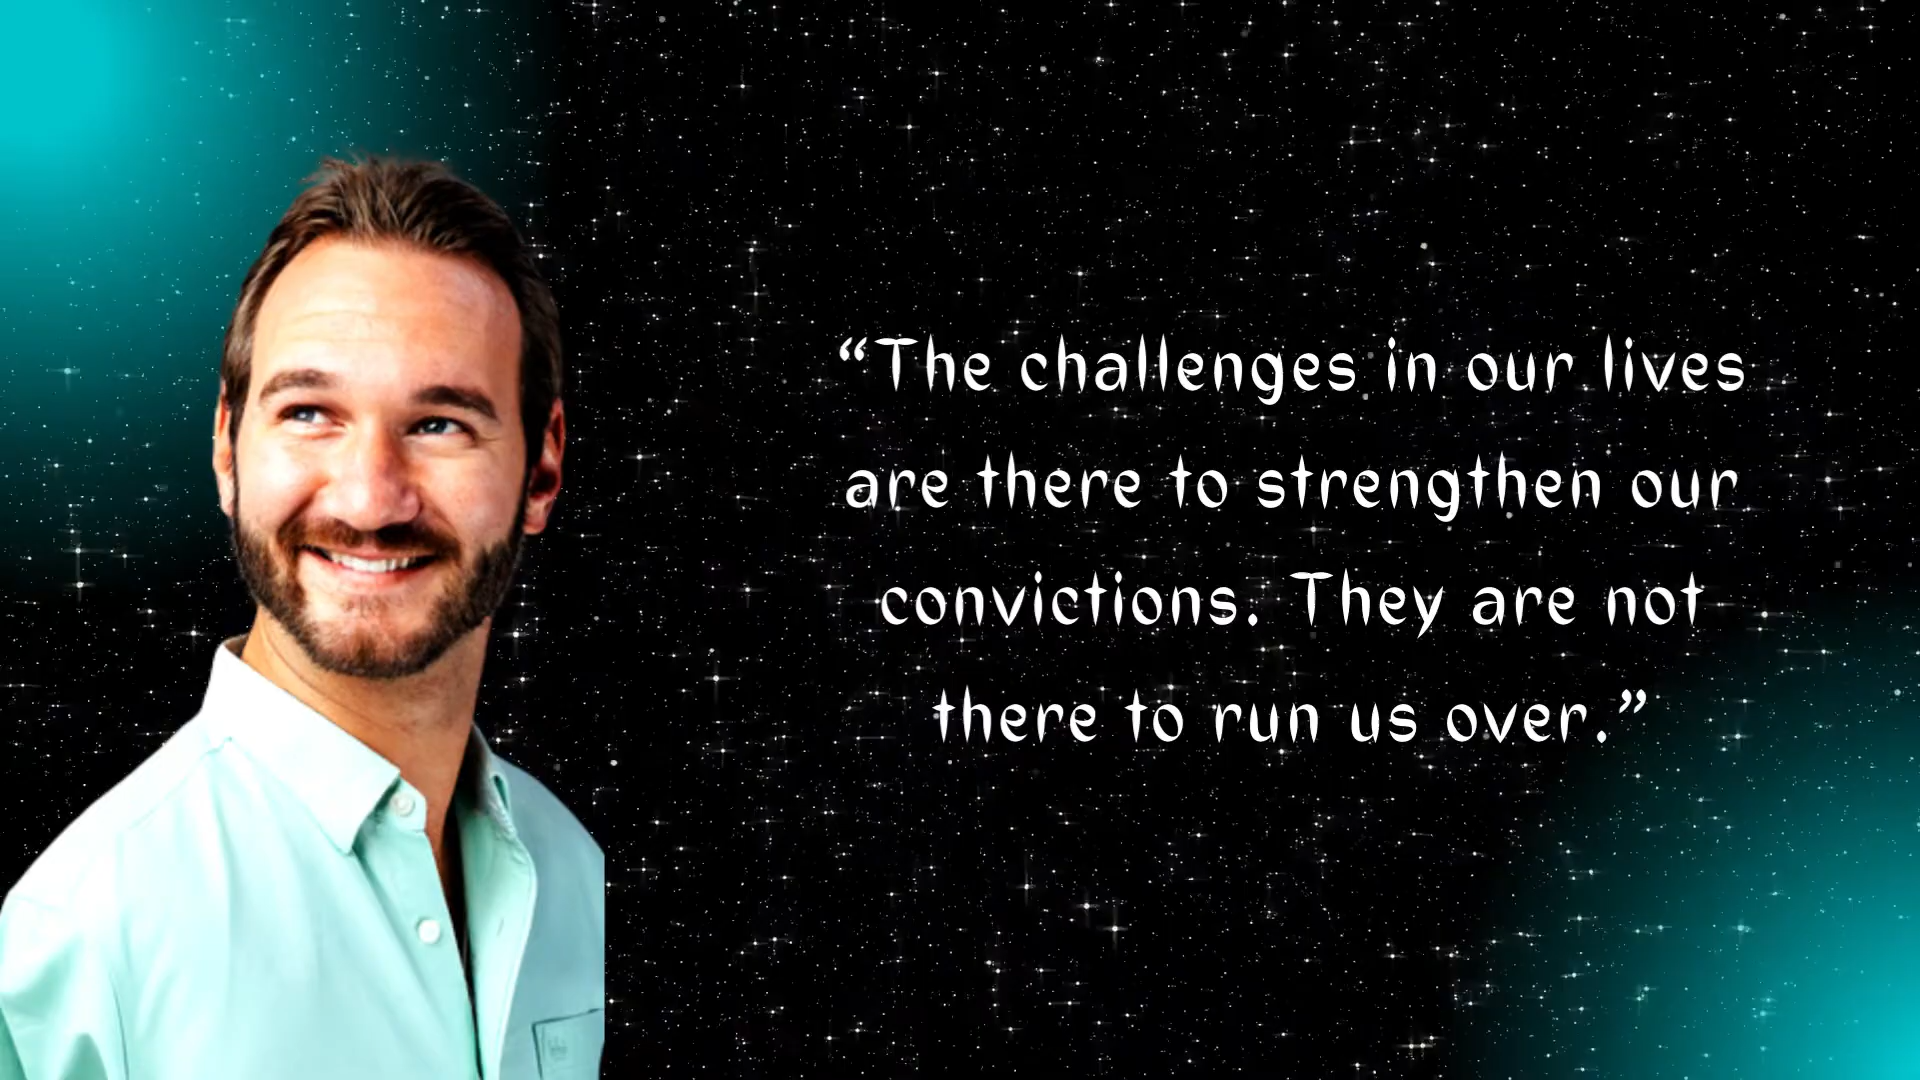 “The challenges in our lives
are there to strengthen our
convictions. They are not
there to run us over.”